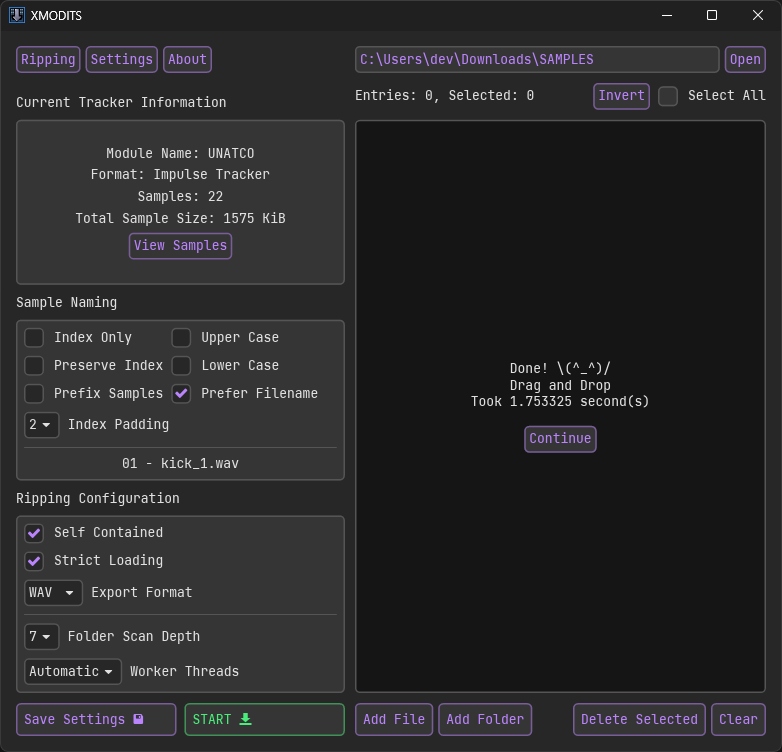 XMODITS
Ripping Settings About
C:\Users\dev\Downloads\SAMPLES Open
Current Tracker Information
Entries: 0, Selected: 0 Invert Select All
Module Name: UNATCO
Format: Impulse Tracker
Samples: 22
Total Sample Size: 1575 KiB
View Samples
Sample Naming
Index Only Upper Case
Preserve Index Lower Case
Prefix Samples Prefer Filename
2 Index Padding
01 - kick_1.wav
Ripping Configuration
Self Contained
Strict Loading
WAV Export Format
7 Folder Scan Depth
Automatic Worker Threads
Save Settings START
Done! \(^_^)/
Drag and Drop
Took 1.753325 second(s)
Continue
Add File Add Folder Delete Selected Clear